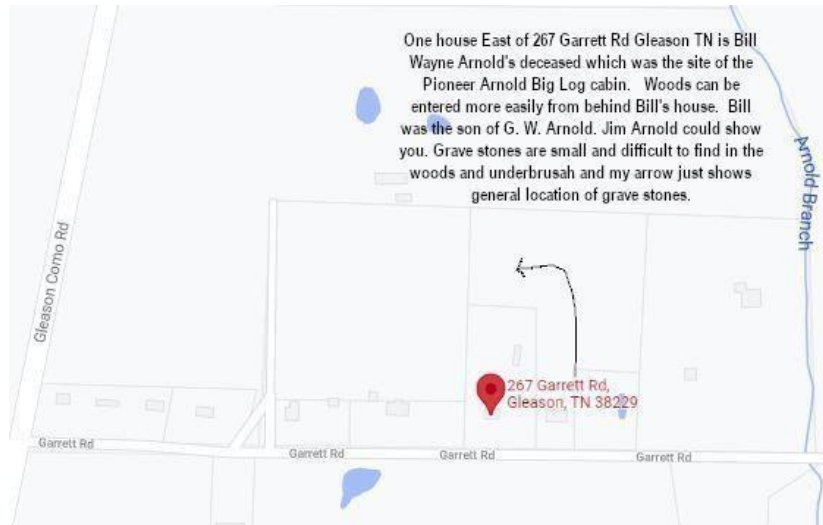 One house East of 267 Garrett Rd Gleason TN is Bill
Wayne Arnold's deceased which was the site of the
Pioneer Arnold Big Log cabin. Woods can be
entered more easily from behind Bill's house. Bill
was the son of G. W. Arnold. Jim Arnold could show
you. Grave stones are small and difficult to find in the
woods and underbrusah and my arrow just shows
general location of grave stones.
Arnold Branch
Gleason Como Rd
267 Garrett Rd,
Gleason, TN 38229
Garrett Rd
Garrett Rd
Garrett Rd
Garrett Rd